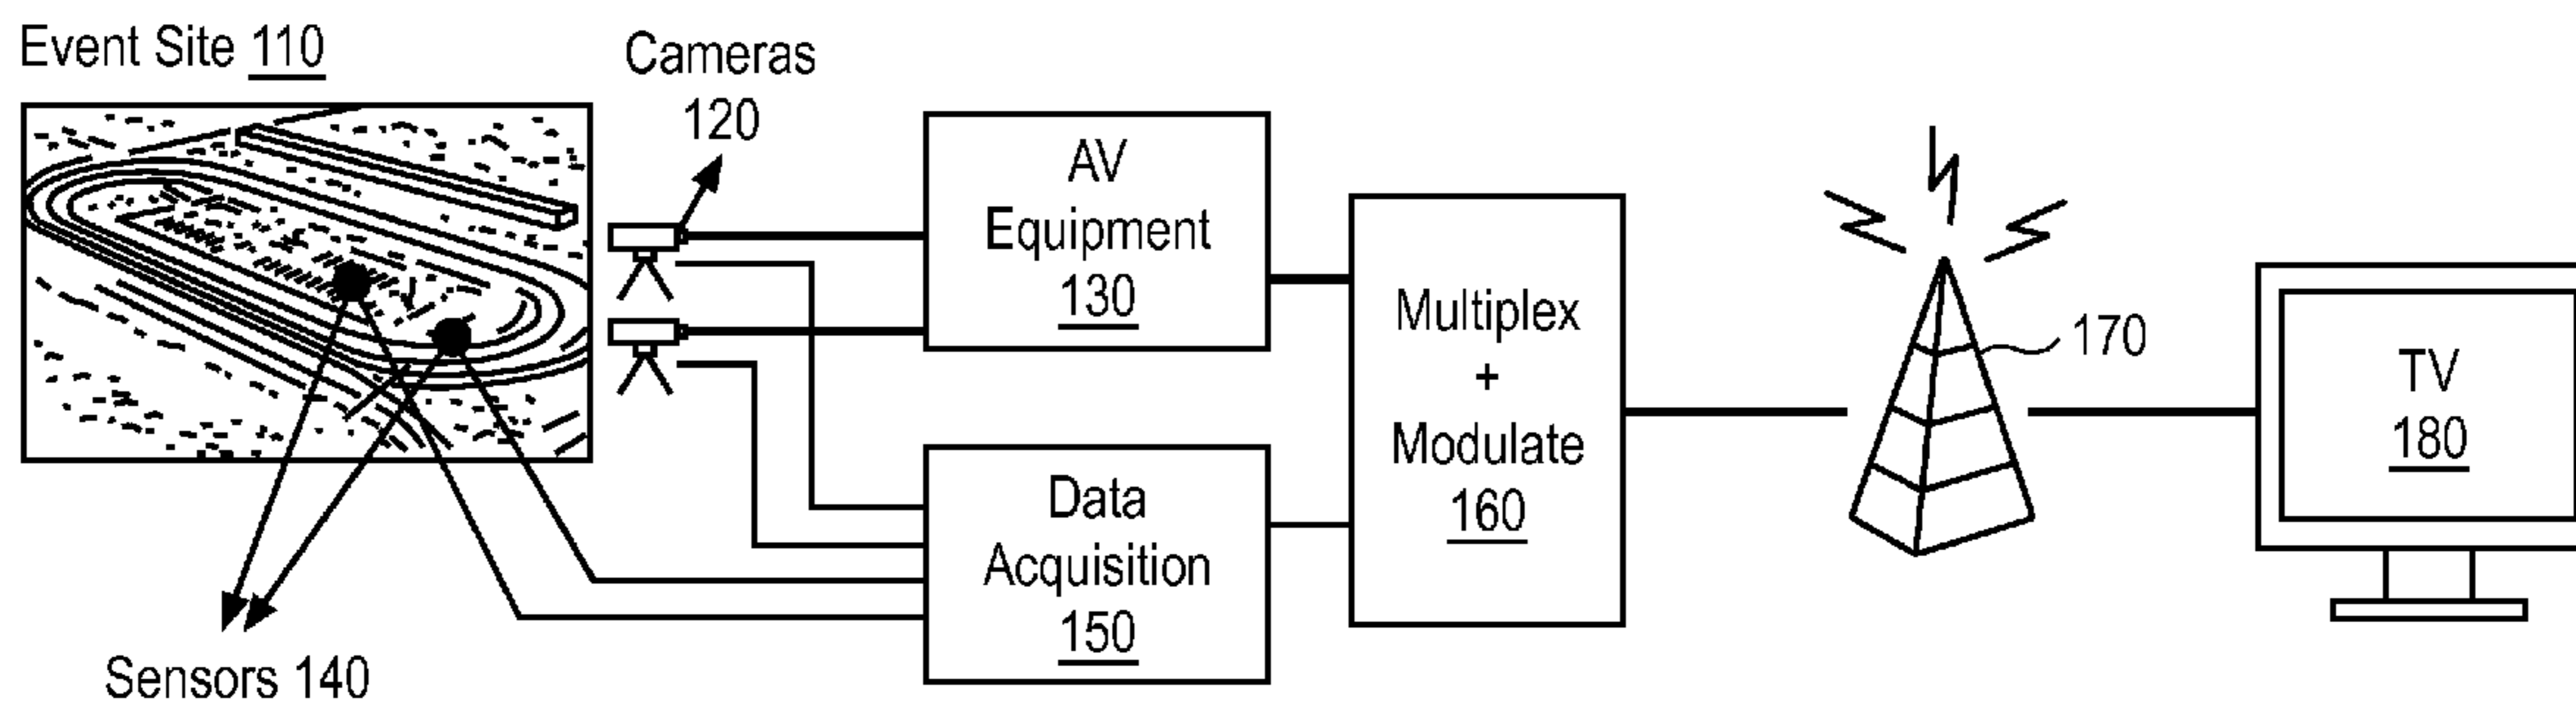 Event Site 110
Cameras
120
AV
Equipment
130
Multiplex
+
Modulate
160
Data
Acquisition
150
Sensors 140
170
TV
180